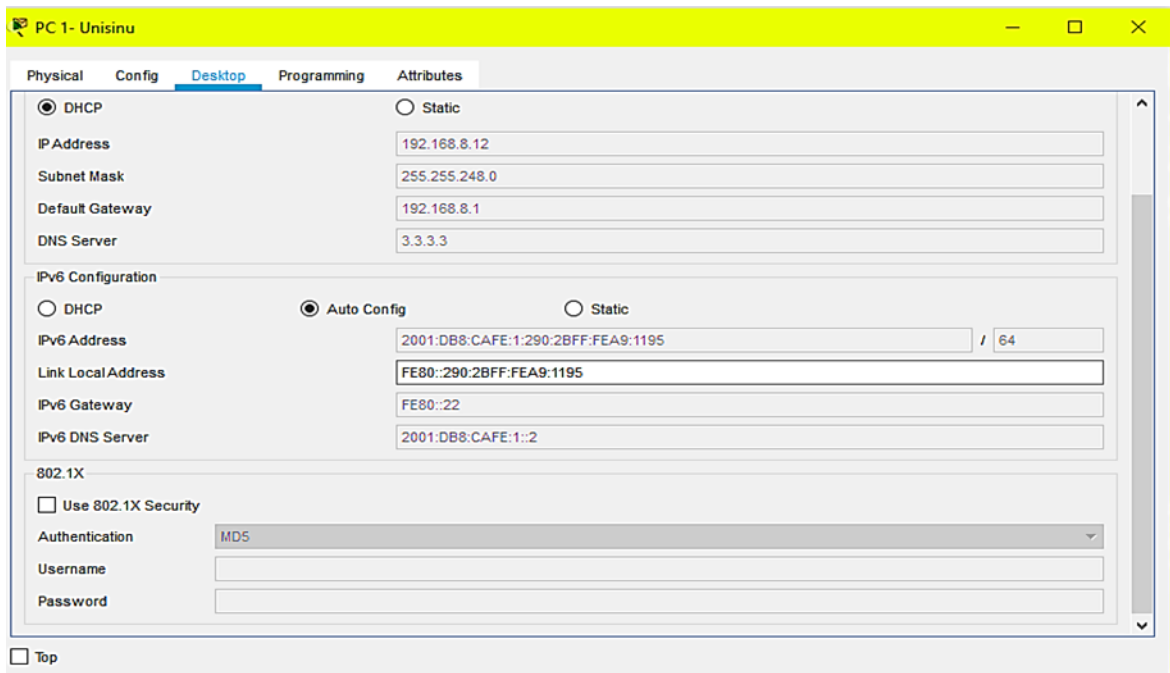 PC 1- Unisinu
Physical Config Desktop Programming Attributes
DHCP Static
IP Address 192.168.8.12
Subnet Mask 255.255.248.0
Default Gateway 192.168.8.1
DNS Server 3.3.3.3
IPv6 Configuration
DHCP Auto Config Static
IPv6 Address 2001:DB8:CAFE:1:290:2BFF:FEA9:1195 / 64
Link Local Address FE80::290:2BFF:FEA9:1195
IPv6 Gateway FE80::22
IPv6 DNS Server 2001:DB8:CAFE:1::2
802.1X
Use 802.1X Security
Authentication MD5
Username
Password
Top